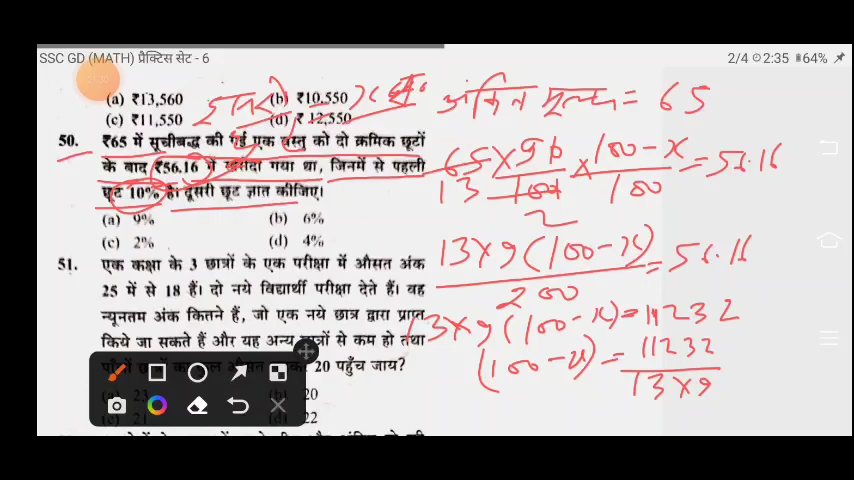 SSC GD (MATH) प्रैक्टिस सेट - 6
2/4 2:35 64%
(a) ₹13,560 (b) ₹10,550
(c) ₹11,550 (d) ₹ 12,550
50. ₹65 में सूचीबद्ध की गई एक वस्तु को दो क्रमिक छूटों
के बाद ₹56.16 में खरीदा गया था, जिनमें से पहली
छूट 10% है। दूसरी छूट ज्ञात कीजिए।
(a) 9% (b) 6%
(c) 2% (d) 4%
51. एक कक्षा के 3 छात्रों के एक परीक्षा में औसत अंक
25 में से 18 हैं। दो नये विद्यार्थी परीक्षा देते हैं। वह
न्यूनतम अंक कितने हैं, जो एक नये छात्र द्वारा प्राप्त
किये जा सकते हैं और यह अन्य छात्रों से कम हो तथा
20 पहुँच जाय?
20
22
अंकित मूल्य = 65
65 × 90 × 100 - x = 56.16
13 100 100
2
13 × 9 (100 - x) = 56.16
200
13 × 9 (100 - x) = 11232
(100 - x) = 11232
13 × 9